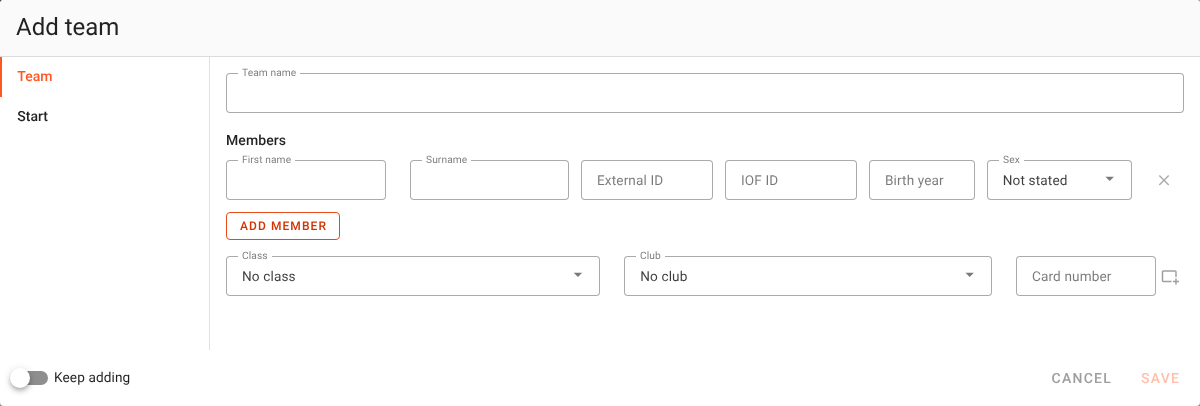 Add team
Team
Start
Team name
Members
First name
Surname
External ID
IOF ID
Birth year
Sex
Not stated
ADD MEMBER
Class
No class
Club
No club
Card number
Keep adding
CANCEL
SAVE